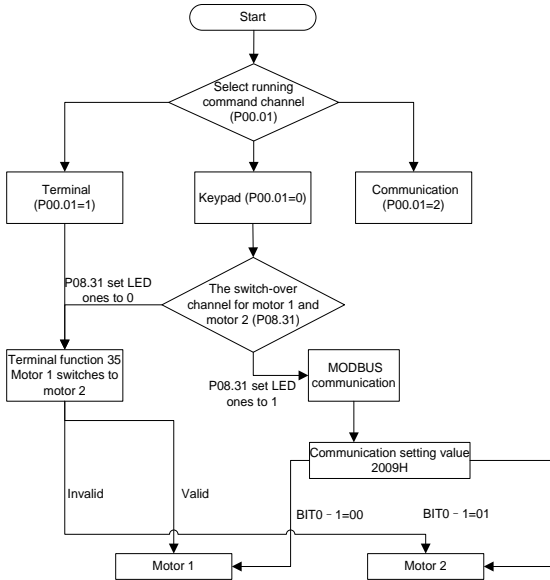 Start
Select running
command channel
(P00.01)
Terminal
(P00.01=1)
Keypad (P00.01=0)
Communication
(P00.01=2)
P08.31 set LED
ones to 0
The switch-over
channel for motor 1 and
motor 2 (P08.31)
Terminal function 35
Motor 1 switches to
motor 2
P08.31 set LED
ones to 1
MODBUS
communication
Communication setting value
2009H
Invalid
Valid
BIT0－1=00
BIT0－1=01
Motor 1
Motor 2